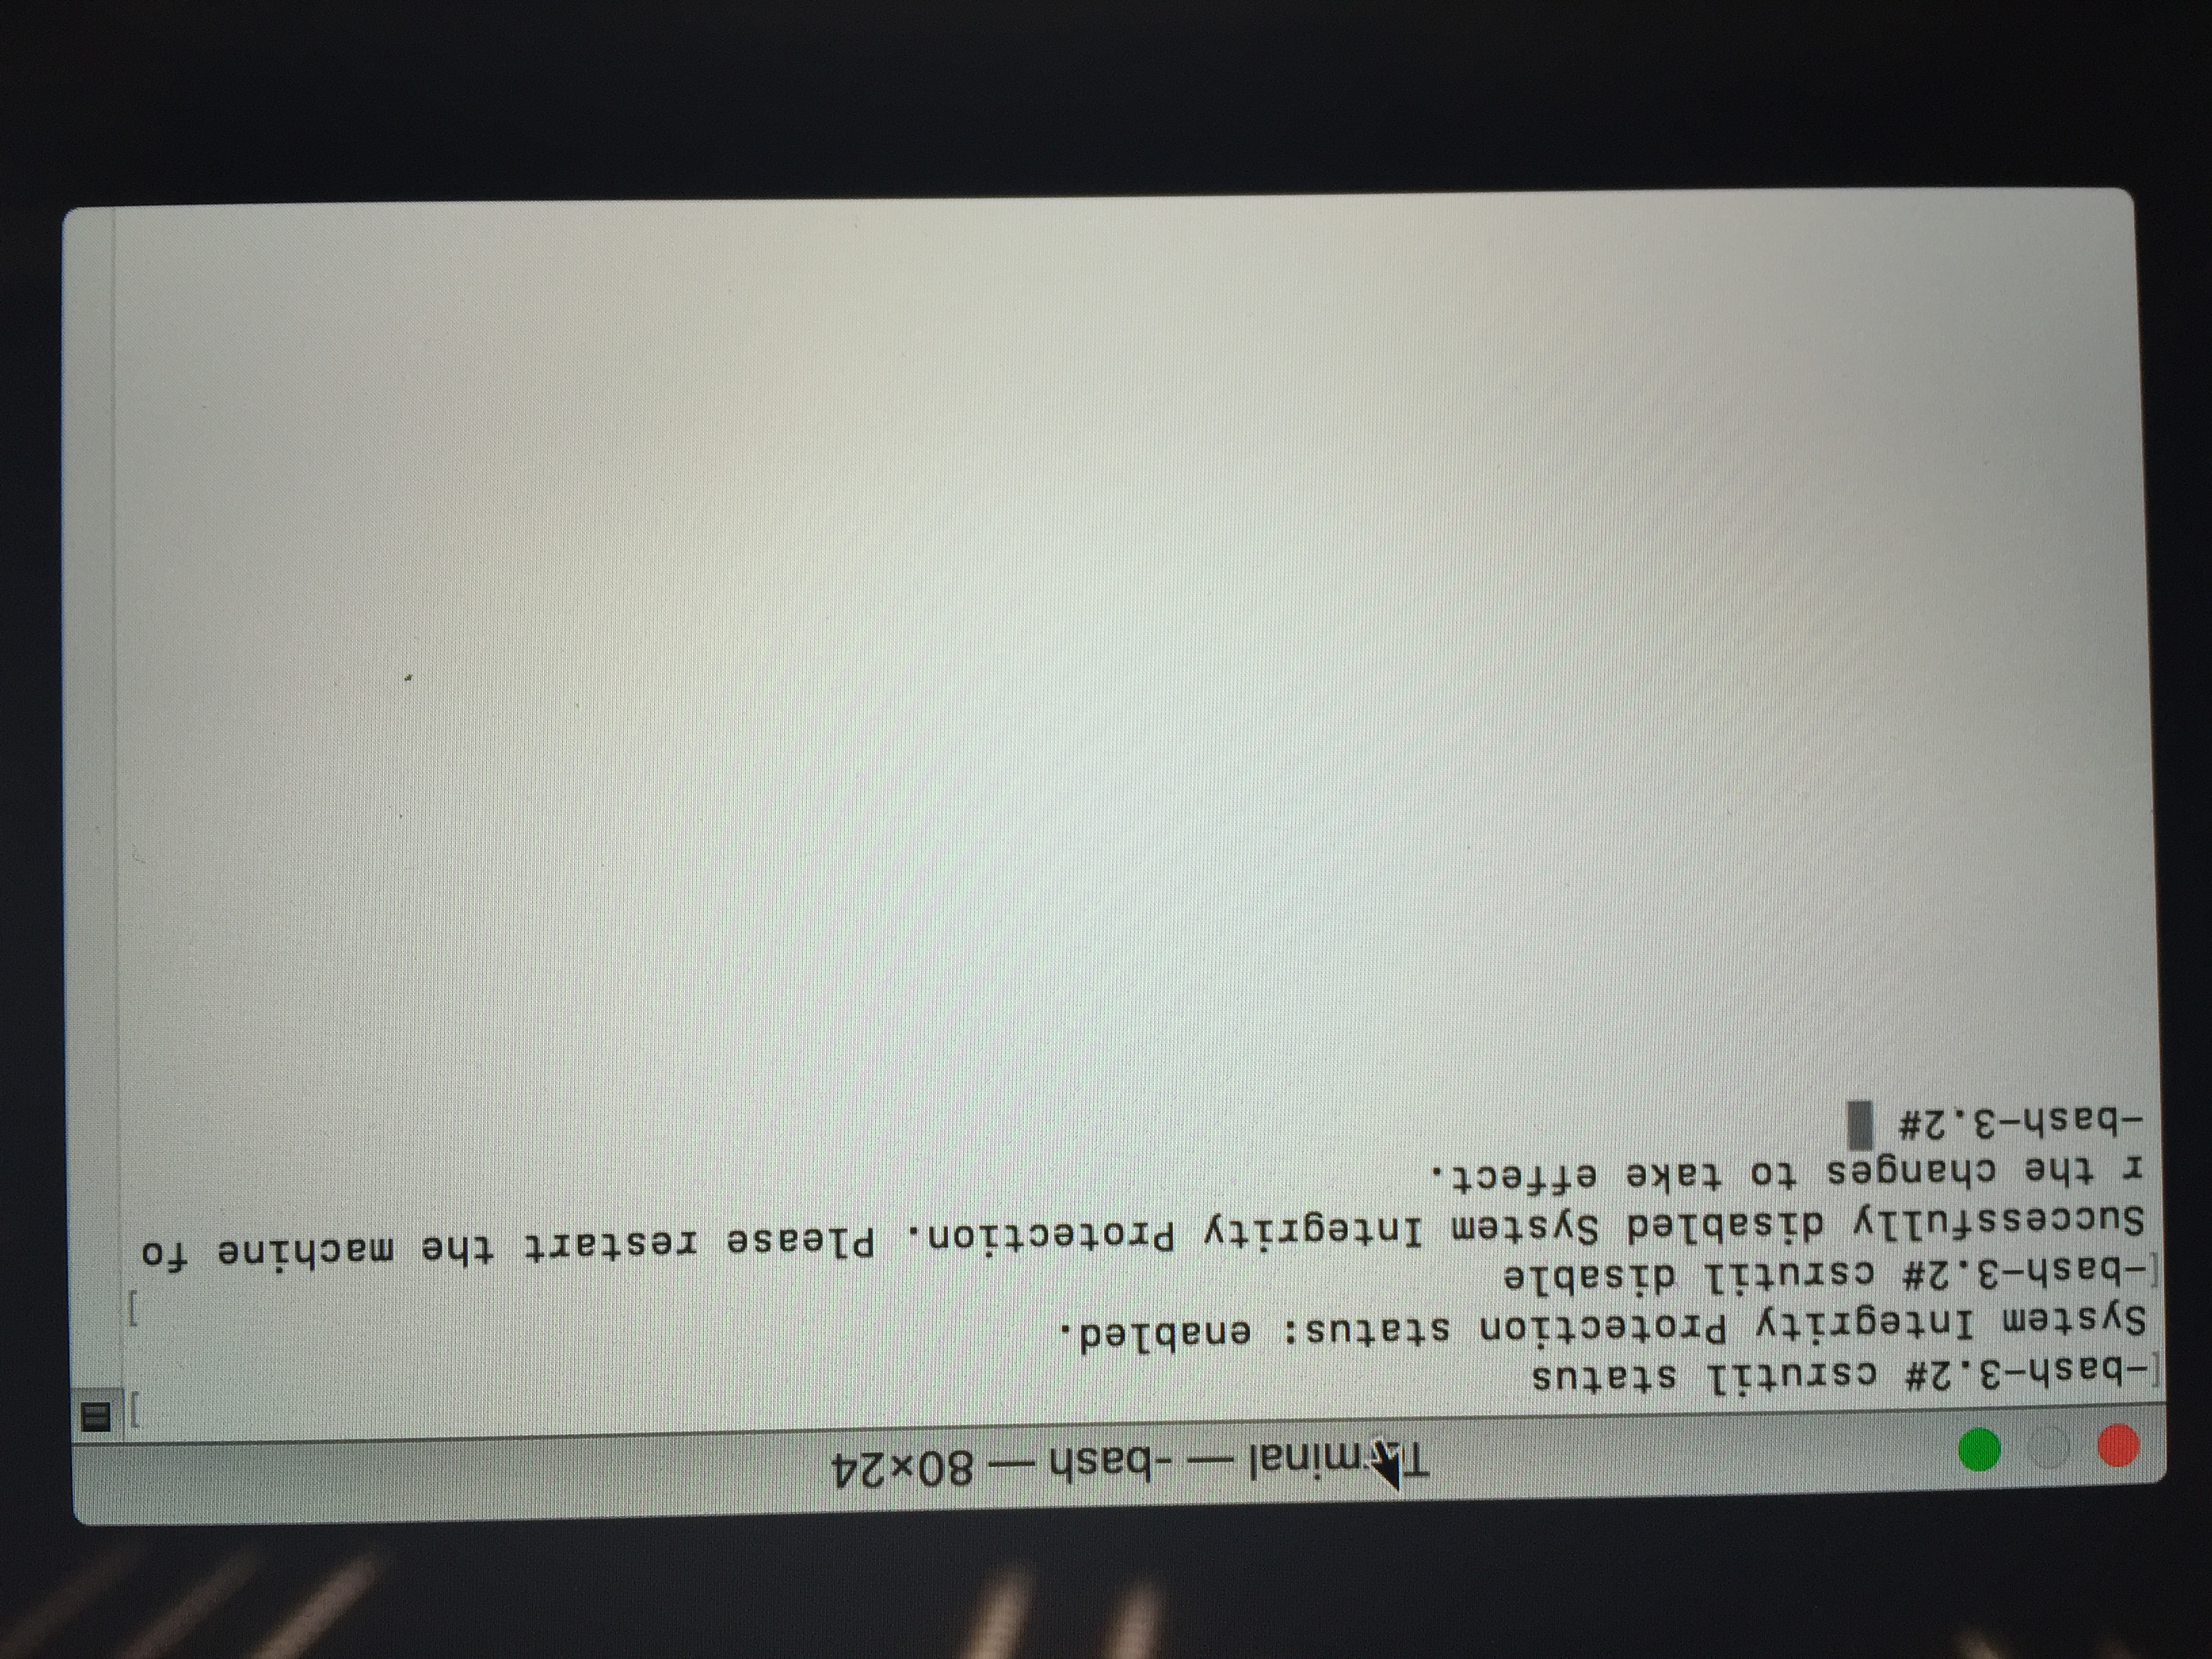 Terminal — -bash — 80×24
[-bash-3.2# csrutil status ]
System Integrity Protection status: enabled.
[-bash-3.2# csrutil disable ]
Successfully disabled System Integrity Protection. Please restart the machine fo
r the changes to take effect.
-bash-3.2#